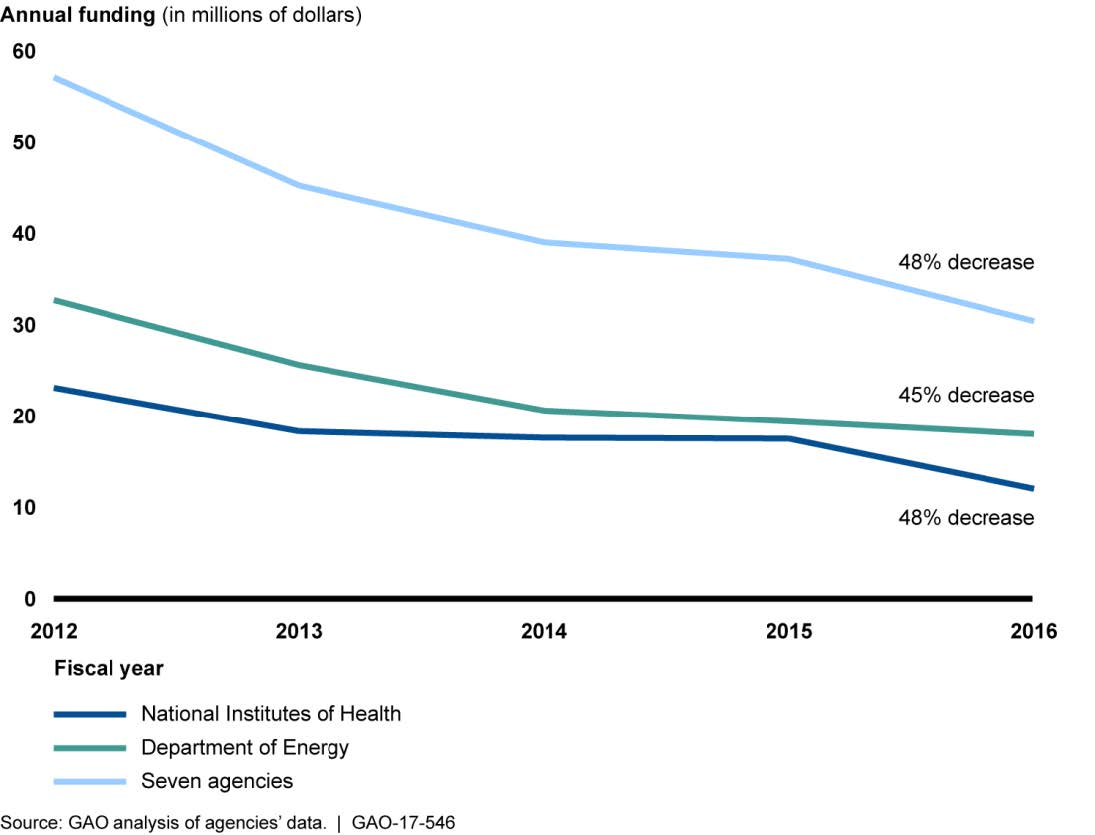 Annual funding (in millions of dollars)
60
50
40
48% decrease
30
45% decrease
20
10
48% decrease
0
2012 2013 2014 2015 2016
Fiscal year
National Institutes of Health
Department of Energy
Seven agencies
Source: GAO analysis of agencies’ data. | GAO-17-546